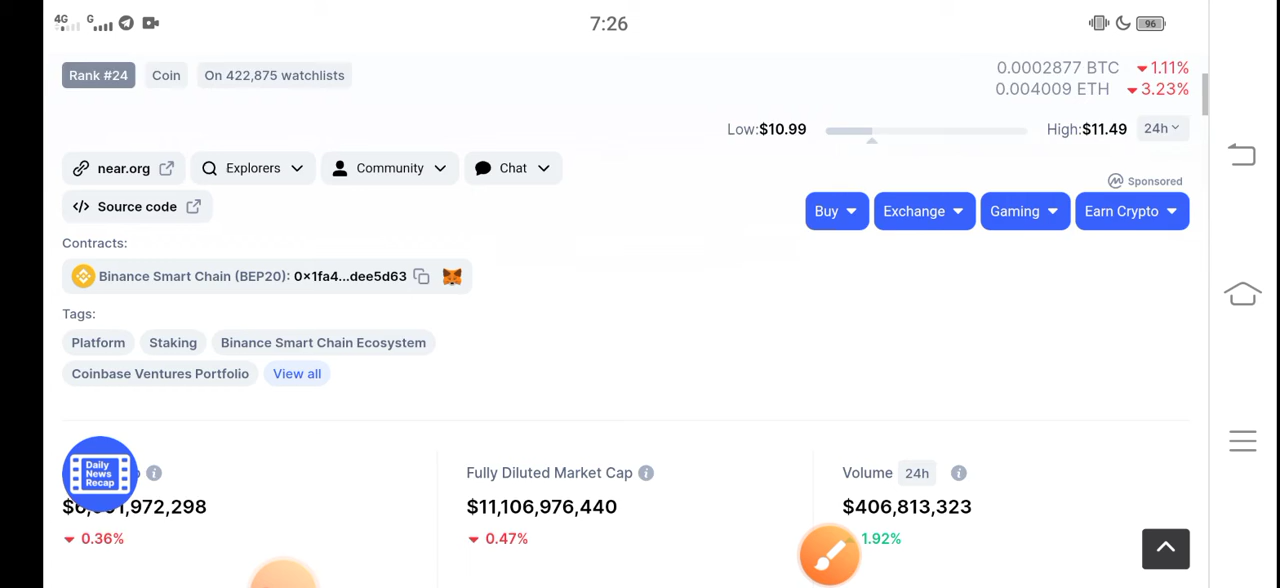 4G G 7:26 96
Rank #24 Coin On 422,875 watchlists
0.0002877 BTC 1.11%
0.004009 ETH 3.23%
Low:$10.99 High:$11.49 24h
near.org Explorers Community Chat
Sponsored
Source code
Buy Exchange Gaming Earn Crypto
Contracts:
Binance Smart Chain (BEP20): 0x1fa4...dee5d63
Tags:
Platform Staking Binance Smart Chain Ecosystem
Coinbase Ventures Portfolio View all
Daily
News
Recap
Fully Diluted Market Cap Volume 24h
$11,106,976,440 $406,813,323
0.36% 0.47% 1.92%